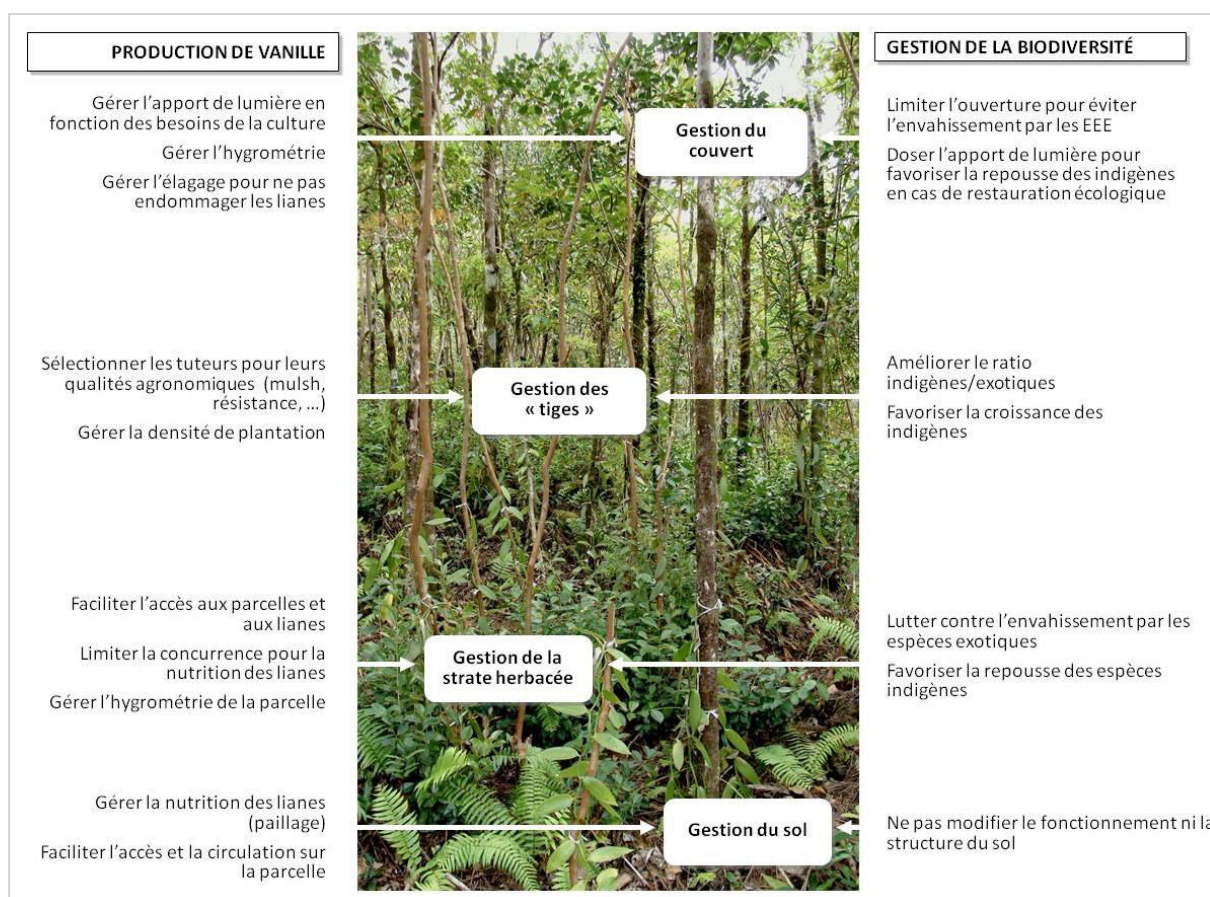 PRODUCTION DE VANILLE
Gérer l'apport de lumière en
fonction des besoins de la culture
Gérer l'hygrométrie
Gérer l'élagage pour ne pas
endommager les lianes
Sélectionner les tuteurs pour leurs
qualités agronomiques (mulsh,
résistance, ...)
Gérer la densité de plantation
Faciliter l'accès aux parcelles et
aux lianes
Limiter la concurrence pour la
nutrition des lianes
Gérer l'hygrométrie de la parcelle
Gérer la nutrition des lianes
(paillage)
Faciliter l'accès et la circulation sur
la parcelle
Gestion du
couvert
Gestion des
« tiges »
Gestion de la
strate herbacée
Gestion du sol
GESTION DE LA BIODIVERSITÉ
Limiter l'ouverture pour éviter
l'envahissement par les EEE
Doser l'apport de lumière pour
favoriser la repousse des indigènes
en cas de restauration écologique
Améliorer le ratio
indigènes/exotiques
Favoriser la croissance des
indigènes
Lutter contre l'envahissement par les
espèces exotiques
Favoriser la repousse des espèces
indigènes
Ne pas modifier le fonctionnement ni la
structure du sol